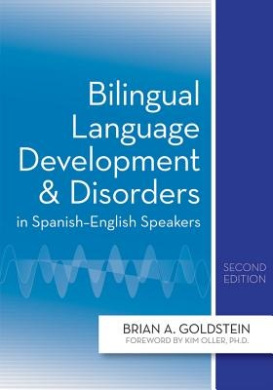 Bilingual
Language
Development
& Disorders
in Spanish–English Speakers
SECOND
EDITION
BRIAN A. GOLDSTEIN
FOREWORD BY KIM OLLER, PH.D.